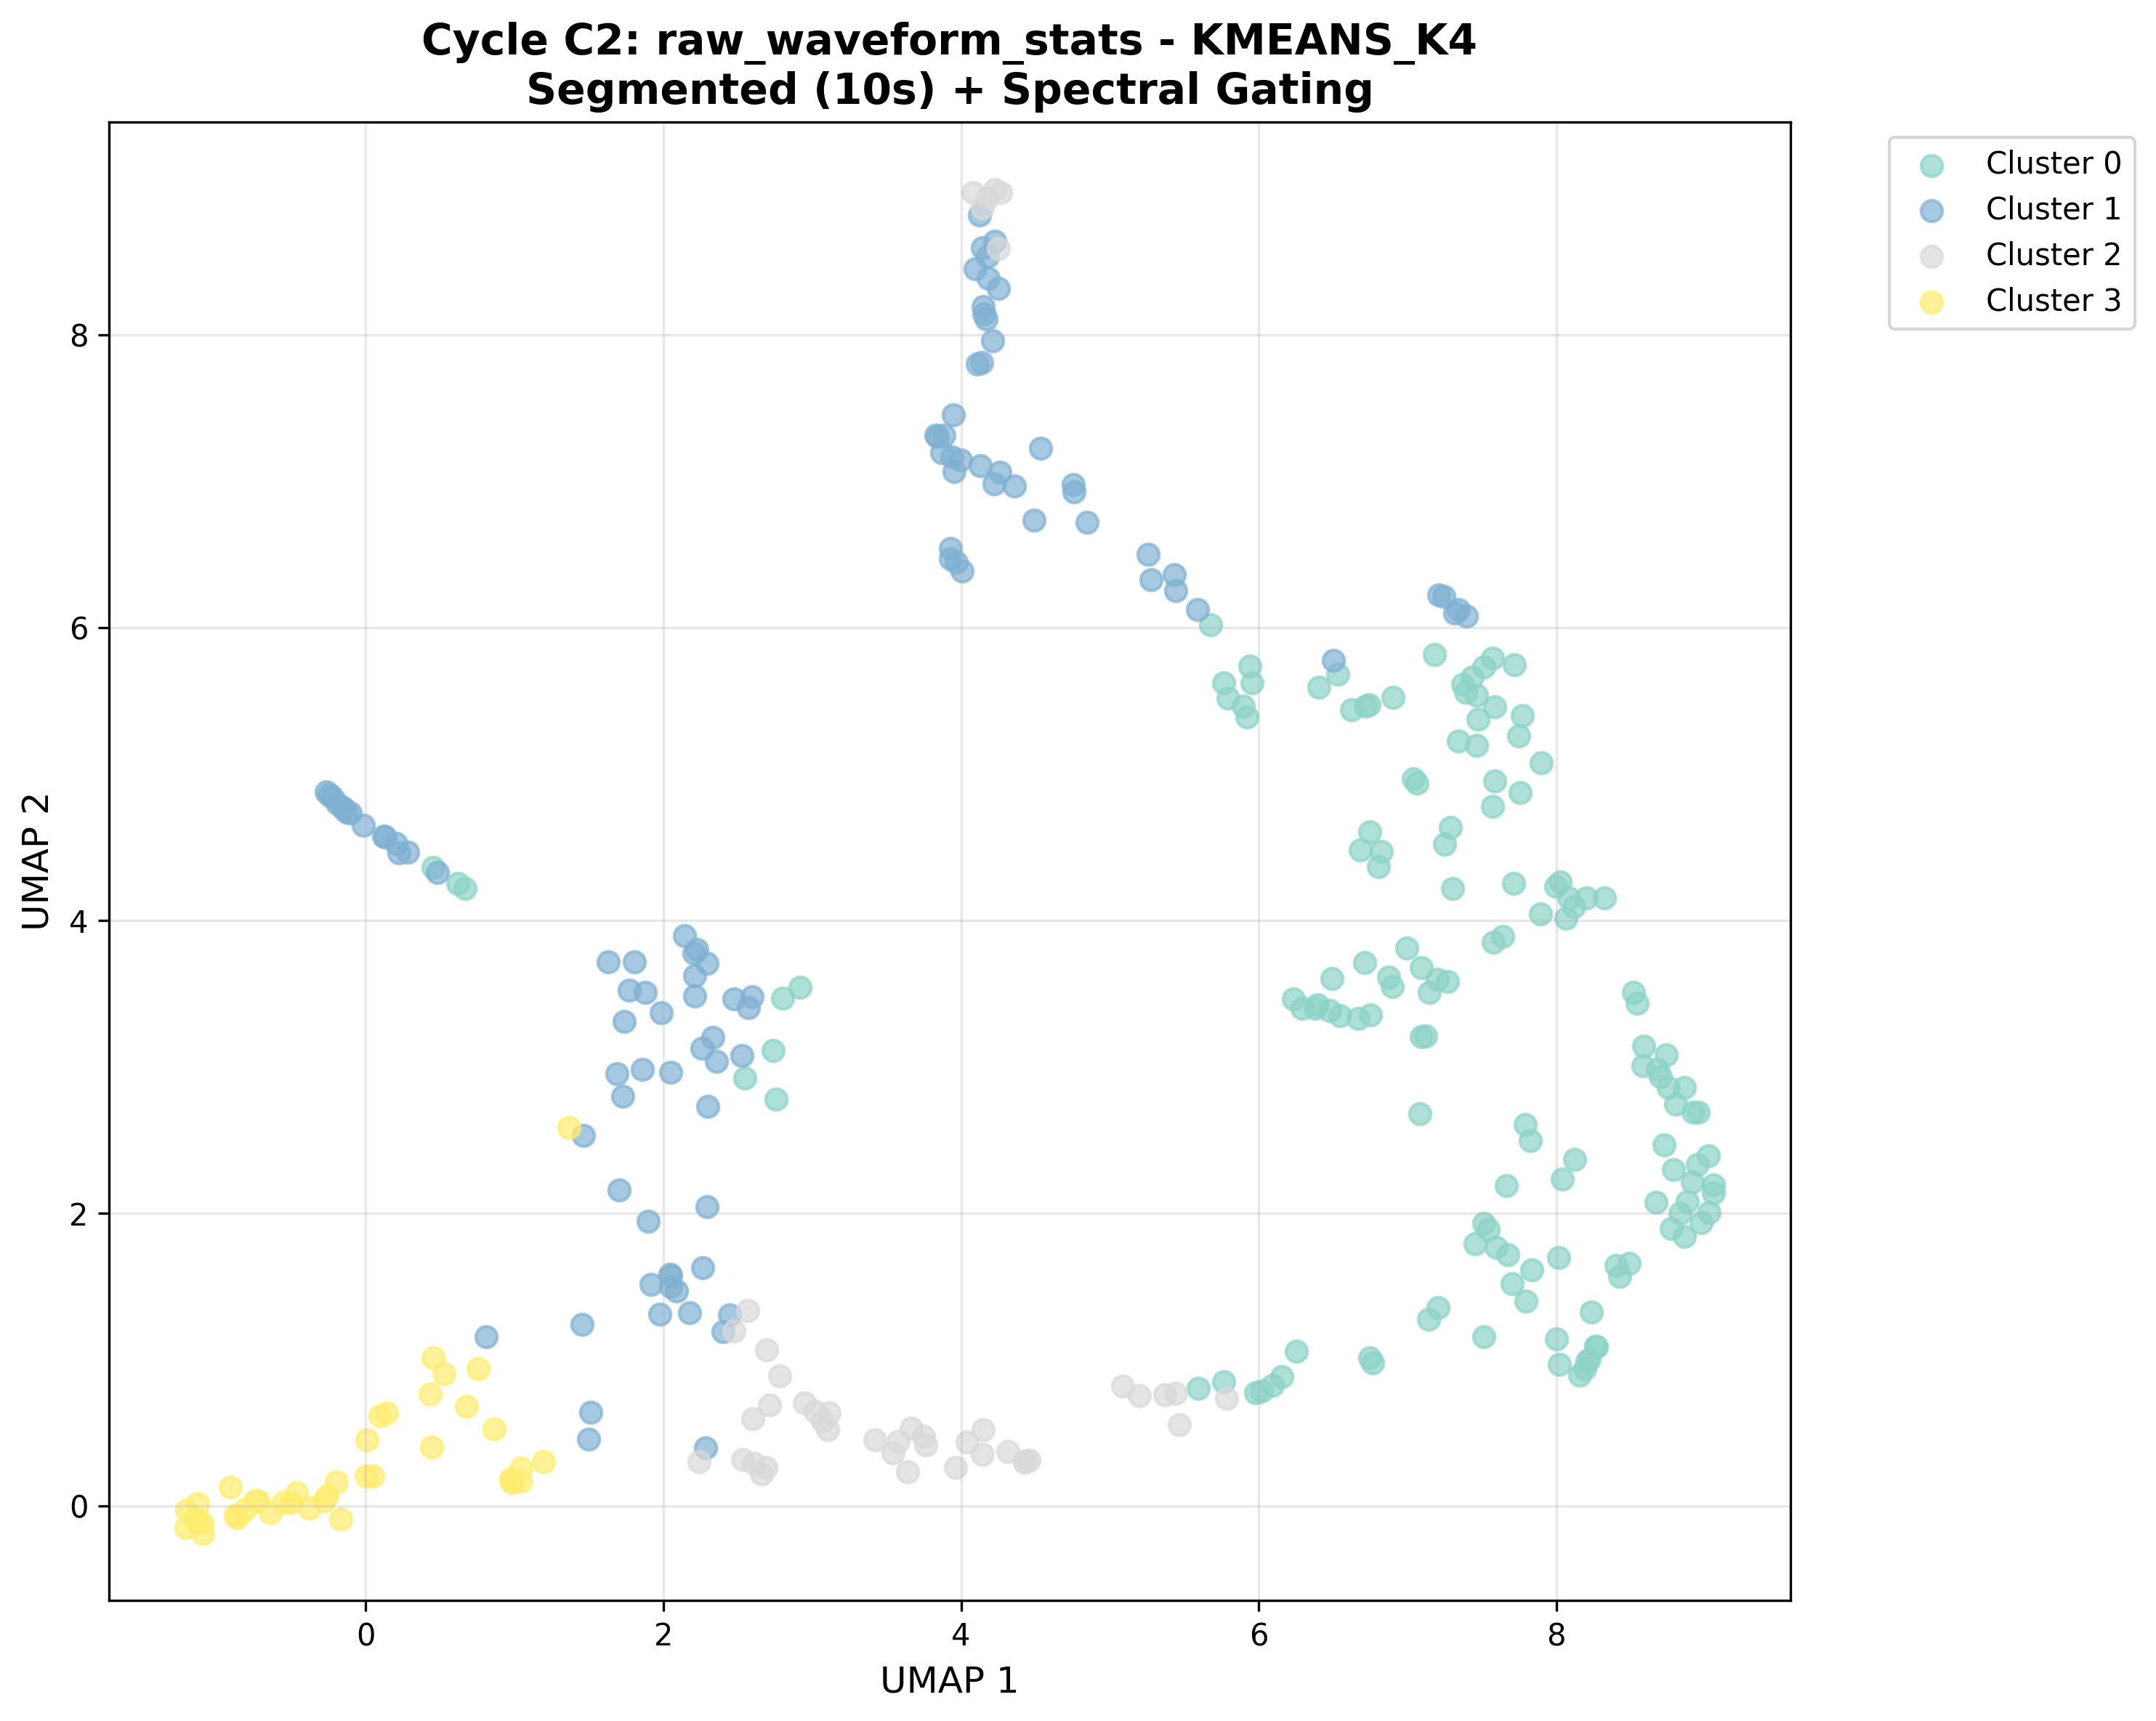 Cycle C2: raw_waveform_stats - KMEANS_K4
Segmented (10s) + Spectral Gating
Cluster 0
Cluster 1
Cluster 2
Cluster 3
8
6
4
2
0
UMAP 2
0
2
4
6
8
UMAP 1